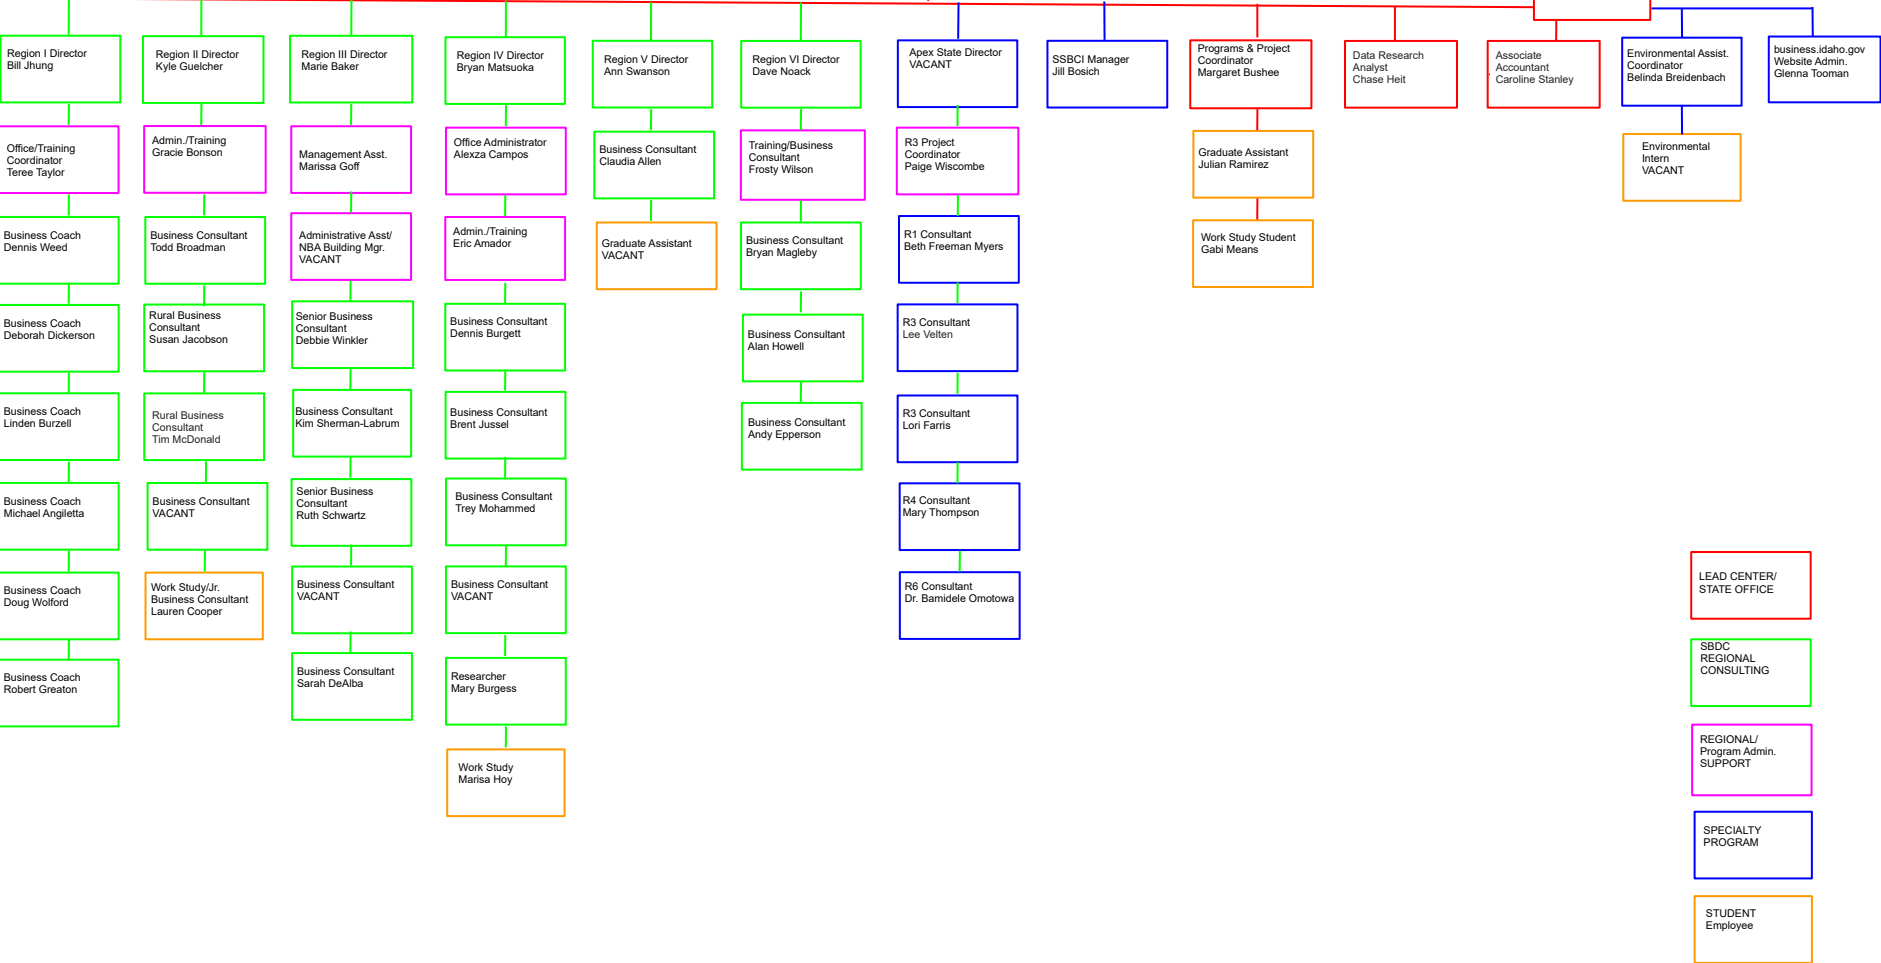 Region I Director
Bill Jhung
Office/Training
Coordinator
Teree Taylor
Business Coach
Dennis Weed
Business Coach
Deborah Dickerson
Business Coach
Linden Burzell
Business Coach
Michael Angiletta
Business Coach
Doug Wolford
Business Coach
Robert Greaton
Region II Director
Kyle Guelcher
Admin./Training
Gracie Bonson
Business Consultant
Todd Broadman
Rural Business
Consultant
Susan Jacobson
Rural Business
Consultant
Tim McDonald
Business Consultant
VACANT
Work Study/Jr.
Business Consultant
Lauren Cooper
Region III Director
Marie Baker
Management Asst.
Marissa Goff
Administrative Asst/
NBA Building Mgr.
VACANT
Senior Business
Consultant
Debbie Winkler
Business Consultant
Kim Sherman-Labrum
Senior Business
Consultant
Ruth Schwartz
Business Consultant
VACANT
Business Consultant
Sarah DeAlba
Region IV Director
Bryan Matsuoka
Office Administrator
Alexza Campos
Admin./Training
Eric Amador
Business Consultant
Dennis Burgett
Business Consultant
Brent Jussel
Business Consultant
Trey Mohammed
Business Consultant
VACANT
Researcher
Mary Burgess
Work Study
Marisa Hoy
Region V Director
Ann Swanson
Business Consultant
Claudia Allen
Graduate Assistant
VACANT
Region VI Director
Dave Noack
Training/Business
Consultant
Frosty Wilson
Business Consultant
Bryan Magleby
Business Consultant
Alan Howell
Business Consultant
Andy Epperson
Apex State Director
VACANT
R3 Project
Coordinator
Paige Wiscombe
R1 Consultant
Beth Freeman Myers
R3 Consultant
Lee Velten
R3 Consultant
Lori Farris
R4 Consultant
Mary Thompson
R6 Consultant
Dr. Bamidele Omotowa
SSBCI Manager
Jill Bosich
Programs & Project
Coordinator
Margaret Bushee
Graduate Assistant
Julian Ramirez
Work Study Student
Gabi Means
Data Research
Analyst
Chase Heit
Associate
Accountant
Caroline Stanley
Environmental Assist.
Coordinator
Belinda Breidenbach
Environmental
Intern
VACANT
business.idaho.gov
Website Admin.
Glenna Tooman
LEAD CENTER/
STATE OFFICE
SBDC
REGIONAL
CONSULTING
REGIONAL/
Program Admin.
SUPPORT
SPECIALTY
PROGRAM
STUDENT
Employee